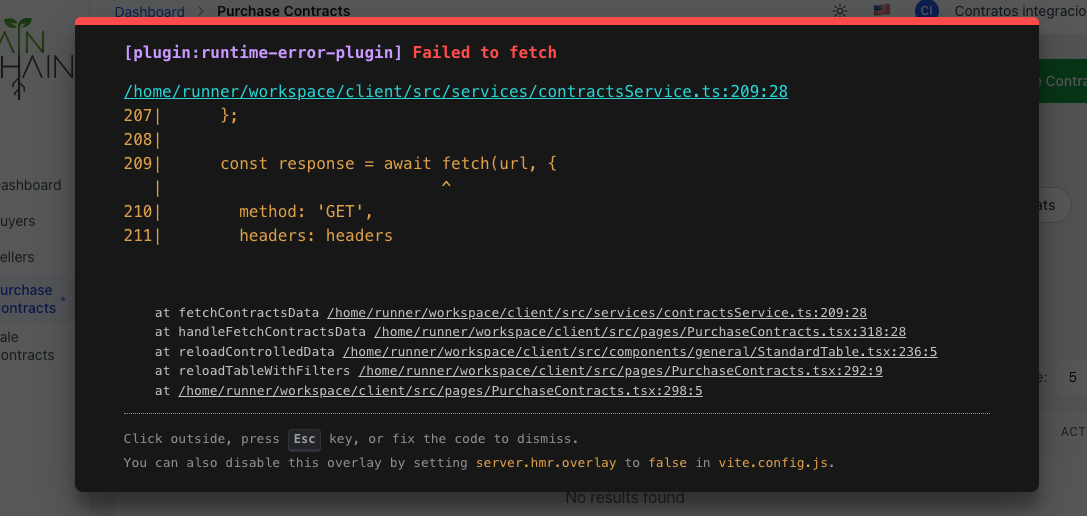 Dashboard > Purchase Contracts
CI Contratos integracio
AIN
HAIN
[plugin:runtime-error-plugin] Failed to fetch
/home/runner/workspace/client/src/services/contractsService.ts:209:28
207|      };
208|
209|      const response = await fetch(url, {
   |                             ^
210|        method: 'GET',
211|        headers: headers
at fetchContractsData /home/runner/workspace/client/src/services/contractsService.ts:209:28
at handleFetchContractsData /home/runner/workspace/client/src/pages/PurchaseContracts.tsx:318:28
at reloadControlledData /home/runner/workspace/client/src/components/general/StandardTable.tsx:236:5
at reloadTableWithFilters /home/runner/workspace/client/src/pages/PurchaseContracts.tsx:292:9
at /home/runner/workspace/client/src/pages/PurchaseContracts.tsx:298:5
Click outside, press Esc key, or fix the code to dismiss.
You can also disable this overlay by setting server.hmr.overlay to false in vite.config.js.
ashboard
uyers
ellers
urchase
ontracts
ale
ontracts
e Contra
ats
e: 5
ACT
No results found